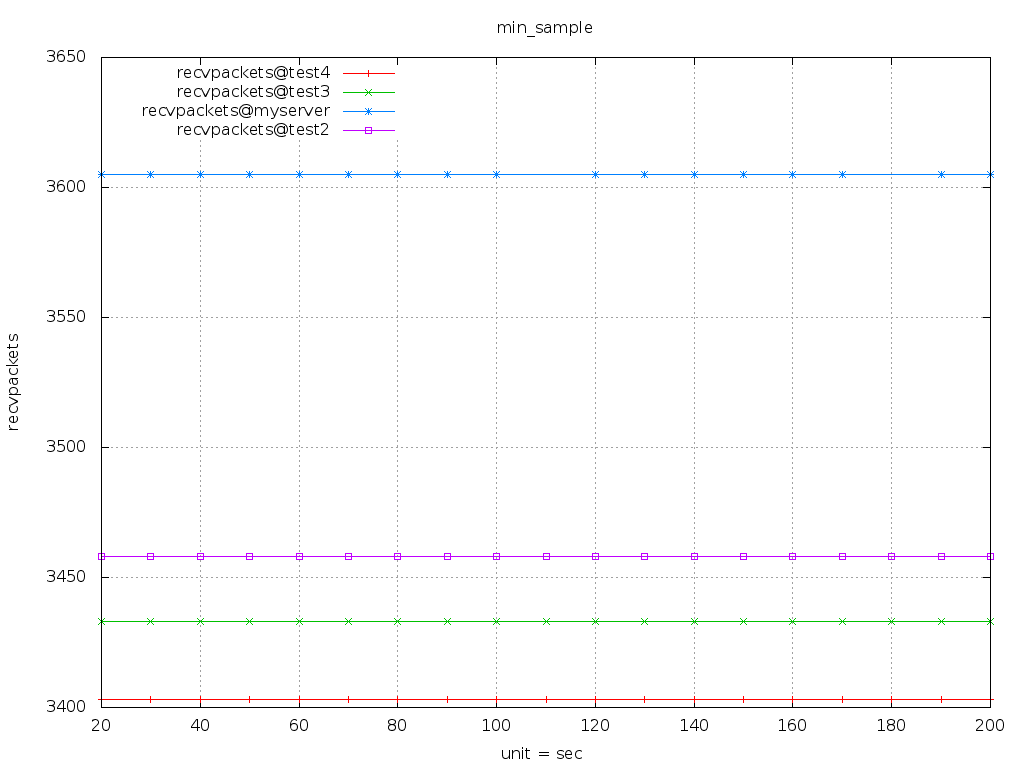 min_sample
3650
3600
3550
3500
3450
3400
recvpackets
recvpackets@test4
recvpackets@test3
recvpackets@myserver
recvpackets@test2
20 40 60 80 100 120 140 160 180 200
unit = sec